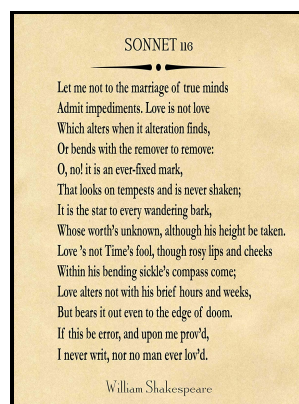 SONNET 116
Let me not to the marriage of true minds
Admit impediments. Love is not love
Which alters when it alteration finds,
Or bends with the remover to remove:
O, no! it is an ever-fixed mark,
That looks on tempests and is never shaken;
It is the star to every wandering bark,
Whose worth's unknown, although his height be taken.
Love 's not Time's fool, though rosy lips and cheeks
Within his bending sickle's compass come;
Love alters not with his brief hours and weeks,
But bears it out even to the edge of doom.
If this be error, and upon me prov'd,
I never writ, nor no man ever lov'd.
William Shakespeare